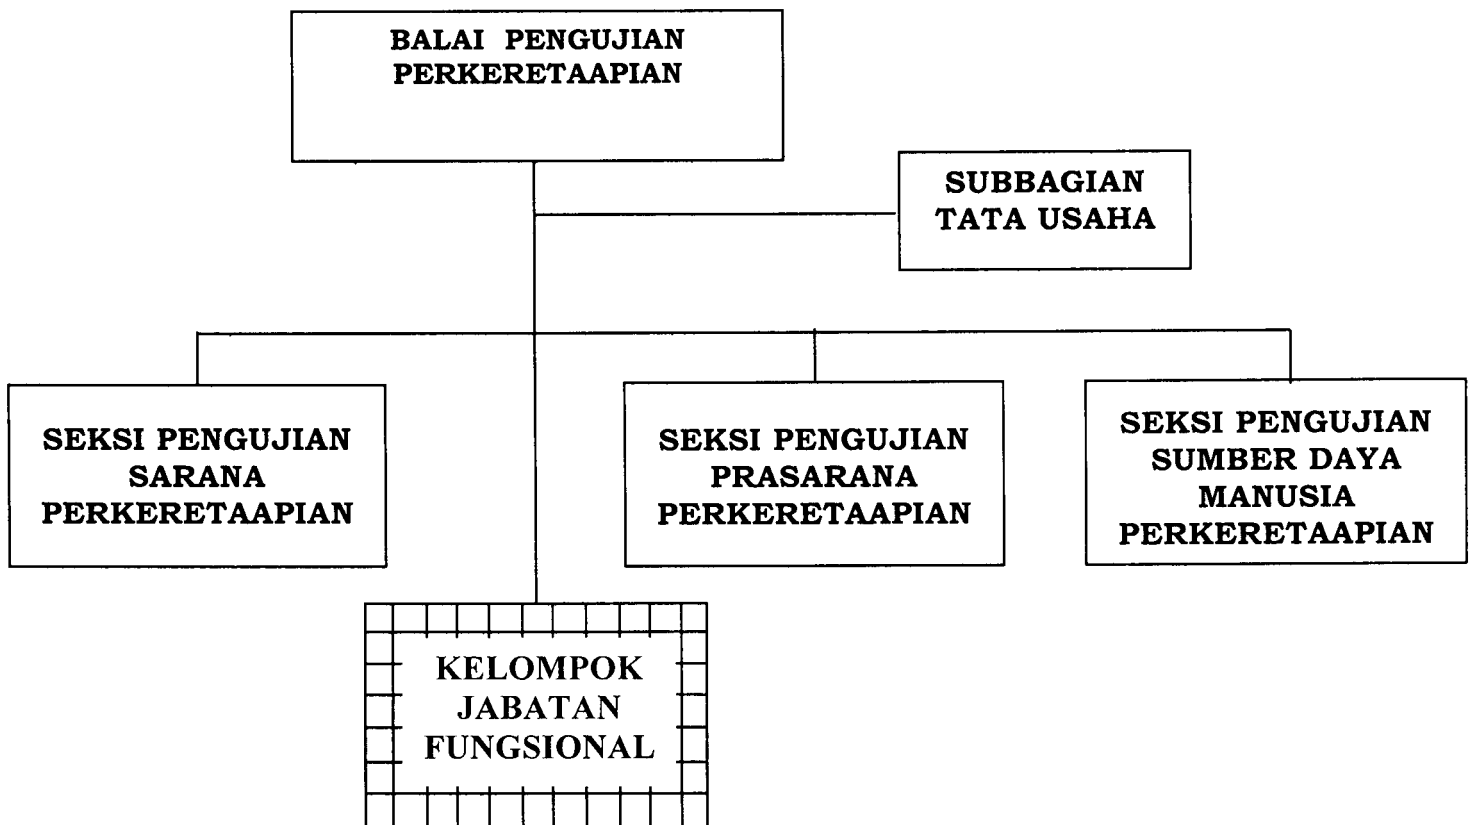 BALAI PENGUJIAN
PERKERETAAPIAN
SUBBAGIAN
TATA USAHA
SEKSI PENGUJIAN
SARANA
PERKERETAAPIAN
SEKSI PENGUJIAN
PRASARANA
PERKERETAAPIAN
SEKSI PENGUJIAN
SUMBER DAYA
MANUSIA
PERKERETAAPIAN
KELOMPOK
JABATAN
FUNGSIONAL